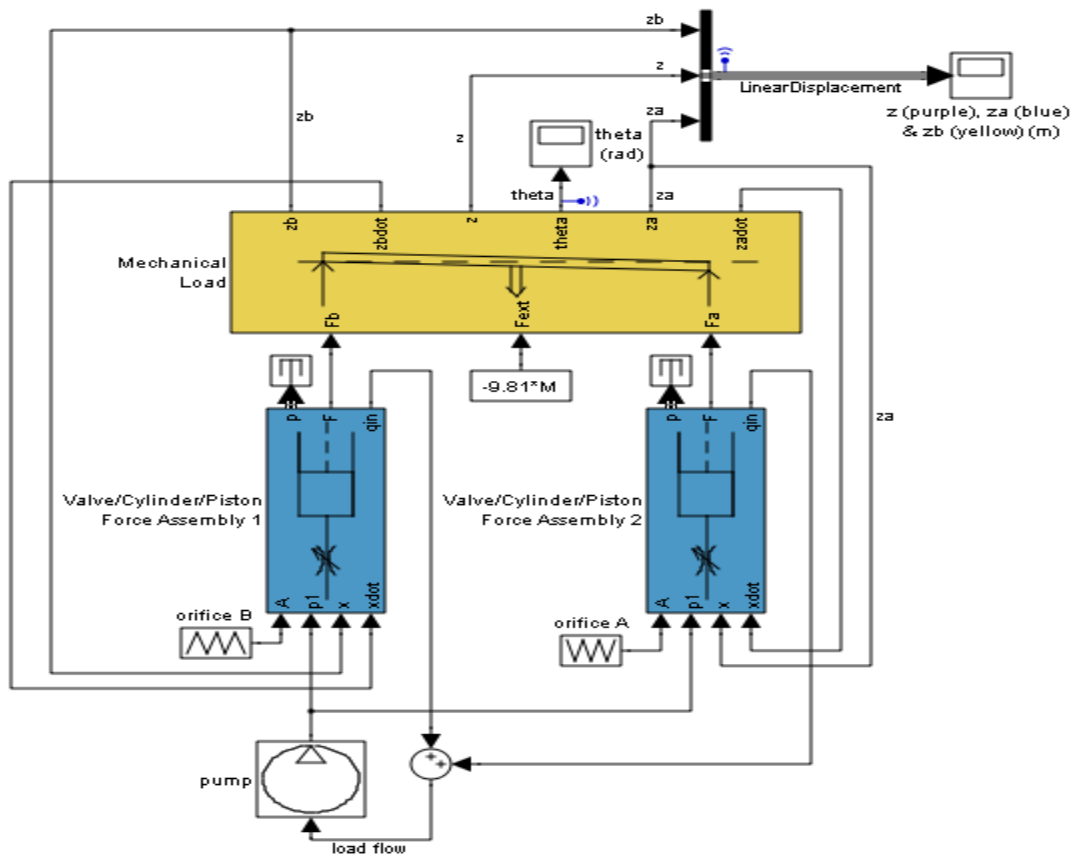 zb
z
LinearDisplacement
za
z (purple), za (blue)
& zb (yellow) (m)
zb
z
theta
(rad)
theta
za
zb
zbdot
z
theta
za
zadot
Mechanical
Load
Fb
Fext
Fa
-9.81*M
za
p
F
qin
p
F
qin
Valve/Cylinder/Piston
Force Assembly 1
Valve/Cylinder/Piston
Force Assembly 2
A
p1
x
xdot
A
p1
x
xdot
orifice B
orifice A
pump
+
+
load flow